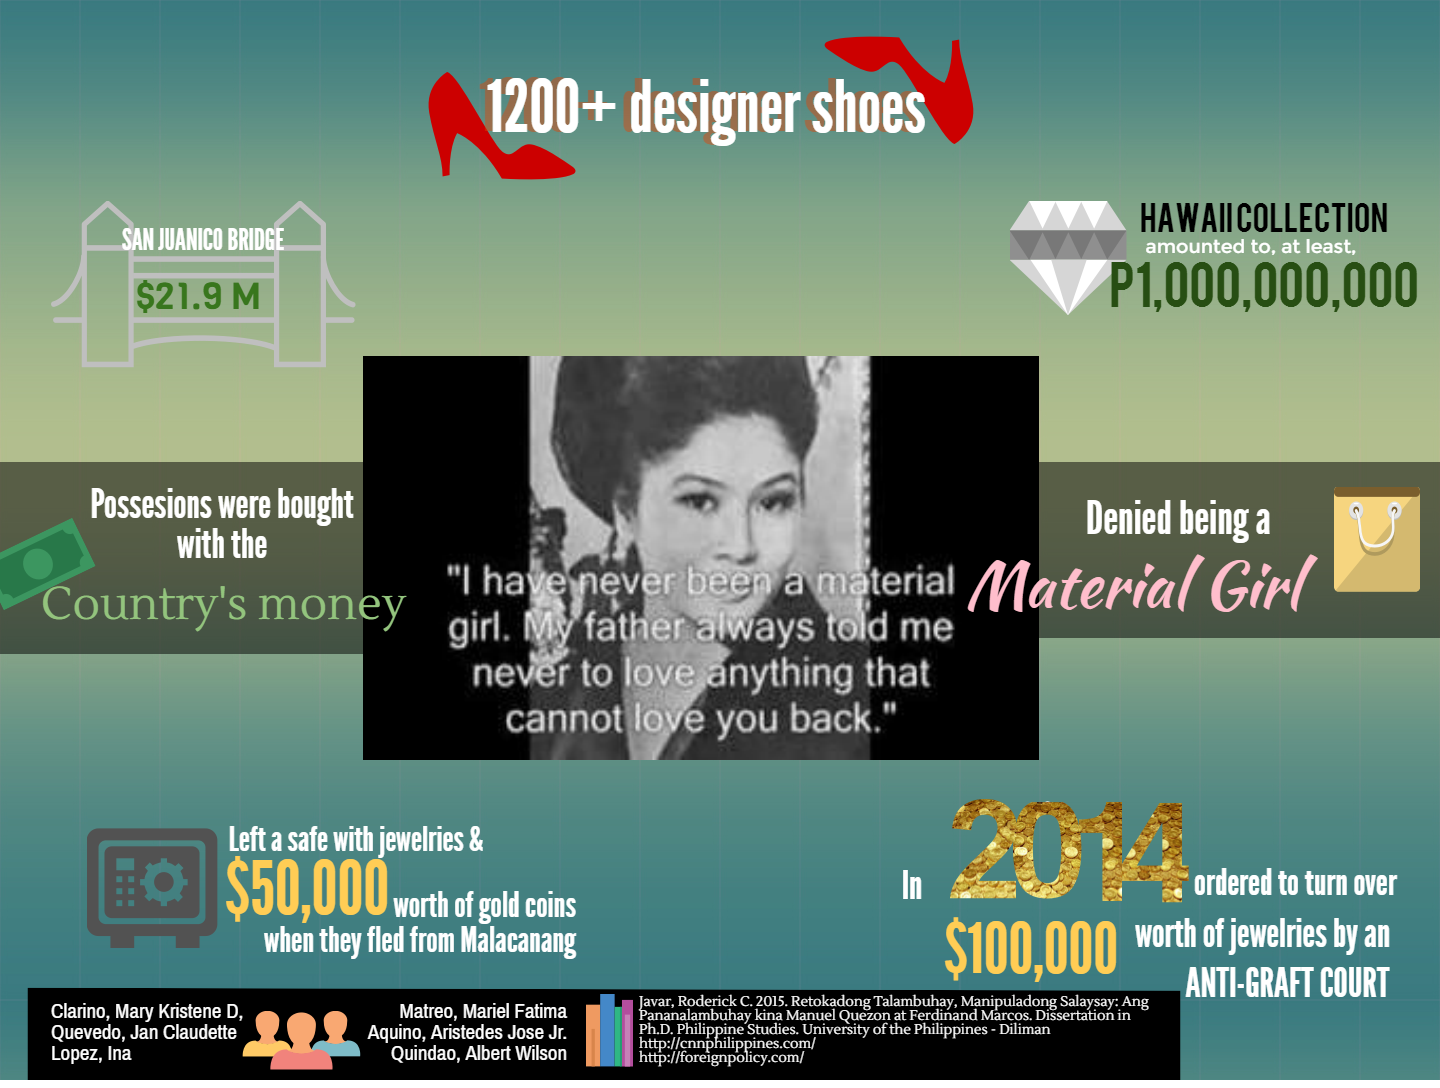 1200+ designer shoes
SAN JUANICO BRIDGE
$21.9 M
HAWAII COLLECTION
amounted to, at least,
P1,000,000,000
Possesions were bought
with the
Country's money
"I have never been a material
girl. My father always told me
never to love anything that
cannot love you back."
Denied being a
Material Girl
Left a safe with jewelries &
$50,000 worth of gold coins
when they fled from Malacanang
In 2014 ordered to turn over
$100,000 worth of jewelries by an
ANTI-GRAFT COURT
Clarino, Mary Kristene D,
Quevedo, Jan Claudette
Lopez, Ina
Matreo, Mariel Fatima
Aquino, Aristedes Jose Jr.
Quindao, Albert Wilson
Javar, Roderick C. 2015. Retokadong Talambuhay, Manipuladong Salaysay: Ang
Pananalambuhay kina Manuel Quezon at Ferdinand Marcos. Dissertation in
Ph.D. Philippine Studies. University of the Philippines - Diliman
http://cnnphilippines.com/
http://foreignpolicy.com/